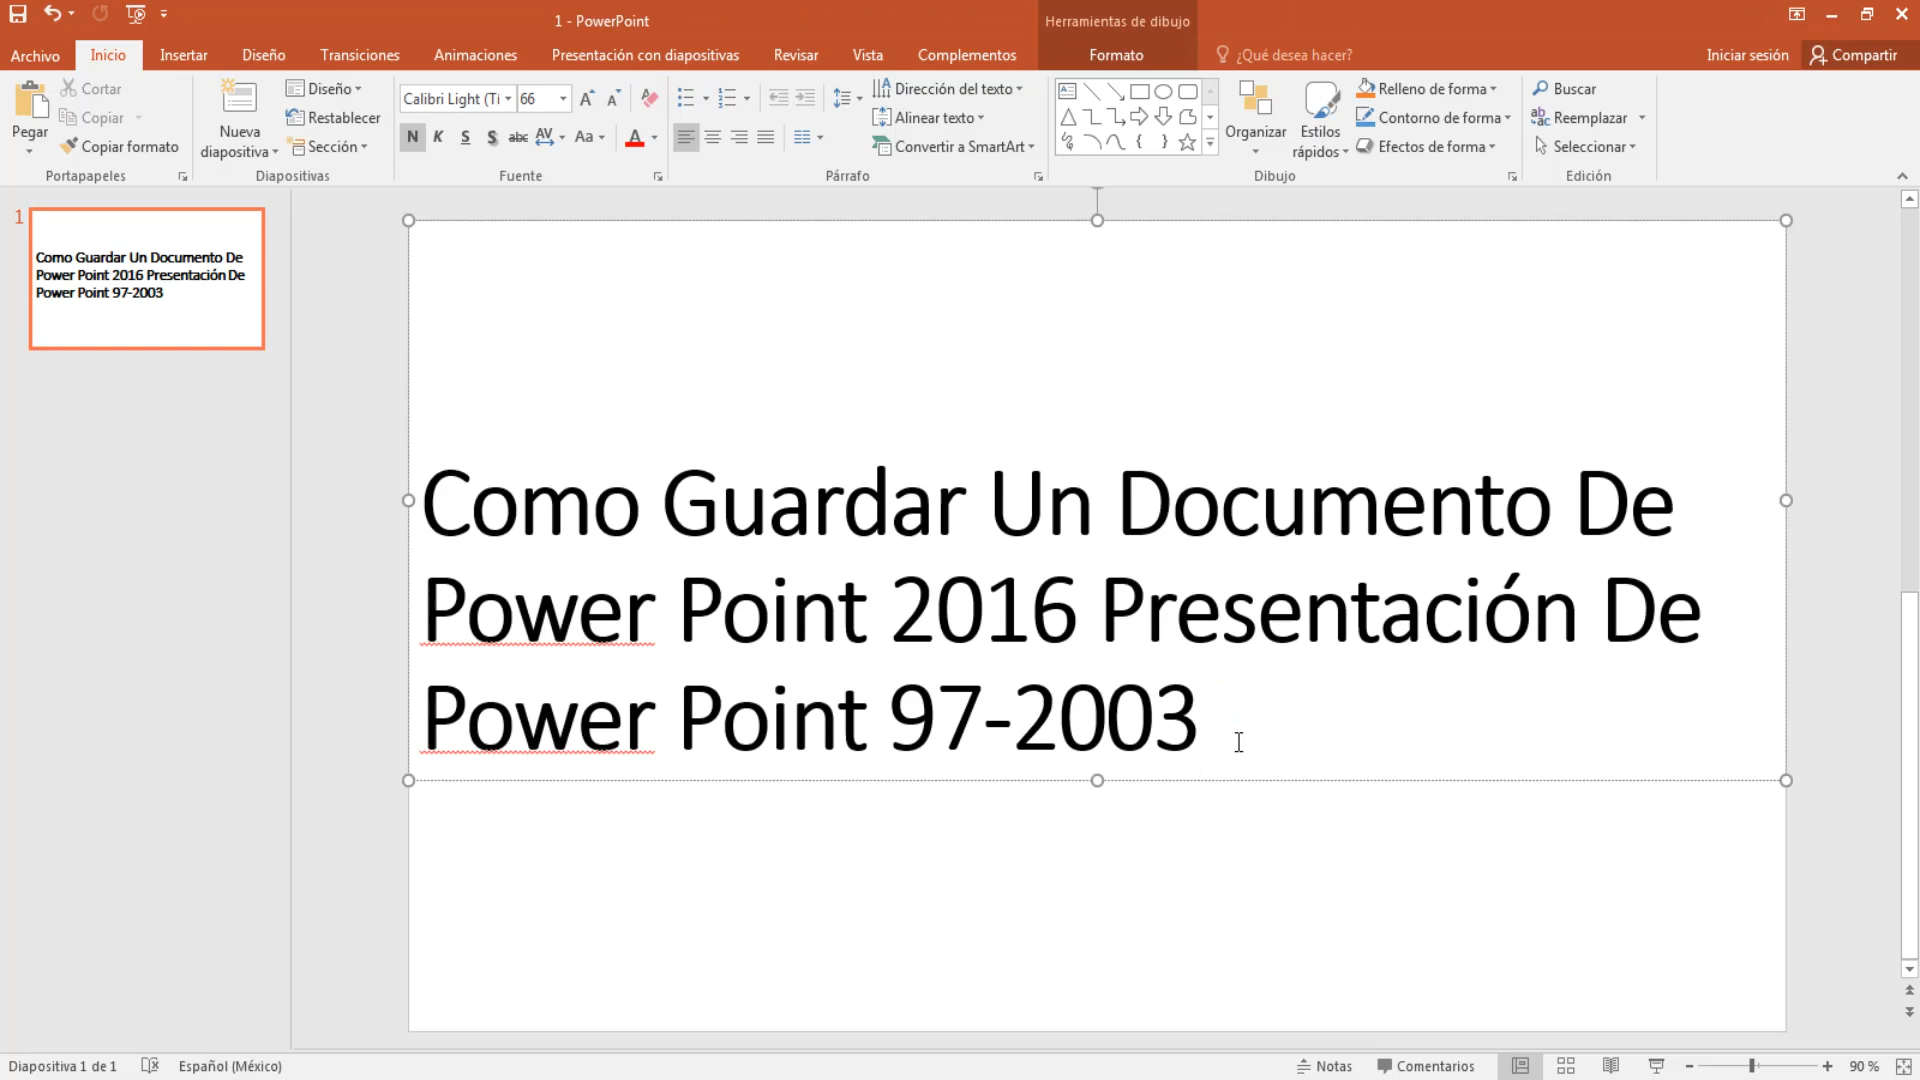 1 - PowerPoint
Herramientas de dibujo
Archivo Inicio Insertar Diseño Transiciones Animaciones Presentación con diapositivas Revisar Vista Complementos Formato ¿Qué desea hacer? Iniciar sesión Compartir
Pegar
Cortar
Copiar
Copiar formato
Portapapeles
Nueva diapositiva
Diseño
Restablecer
Sección
Diapositivas
Calibri Light (Tí 66
N K S S abc AV Aa A
Fuente
Dirección del texto
Alinear texto
Convertir a SmartArt
Párrafo
Organizar
Estilos rápidos
Relleno de forma
Contorno de forma
Efectos de forma
Dibujo
Buscar
Reemplazar
Seleccionar
Edición
1
Como Guardar Un Documento De
Power Point 2016 Presentación De
Power Point 97-2003
Como Guardar Un Documento De
Power Point 2016 Presentación De
Power Point 97-2003
Diapositiva 1 de 1 Español (México) Notas Comentarios 90 %